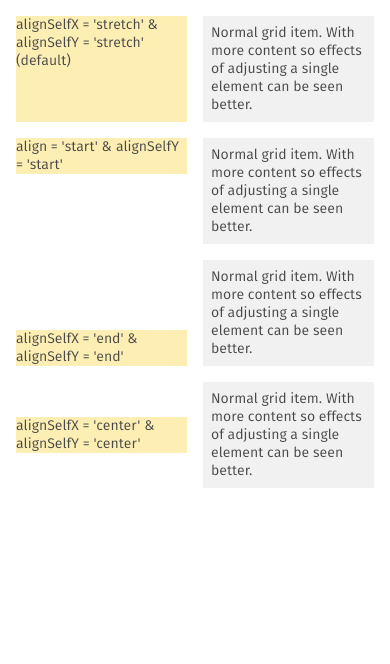 alignSelfX = 'stretch' &
alignSelfY = 'stretch'
(default)
Normal grid item. With
more content so effects
of adjusting a single
element can be seen
better.
align = 'start' & alignSelfY
= 'start'
Normal grid item. With
more content so effects
of adjusting a single
element can be seen
better.
alignSelfX = 'end' &
alignSelfY = 'end'
Normal grid item. With
more content so effects
of adjusting a single
element can be seen
better.
alignSelfX = 'center' &
alignSelfY = 'center'
Normal grid item. With
more content so effects
of adjusting a single
element can be seen
better.